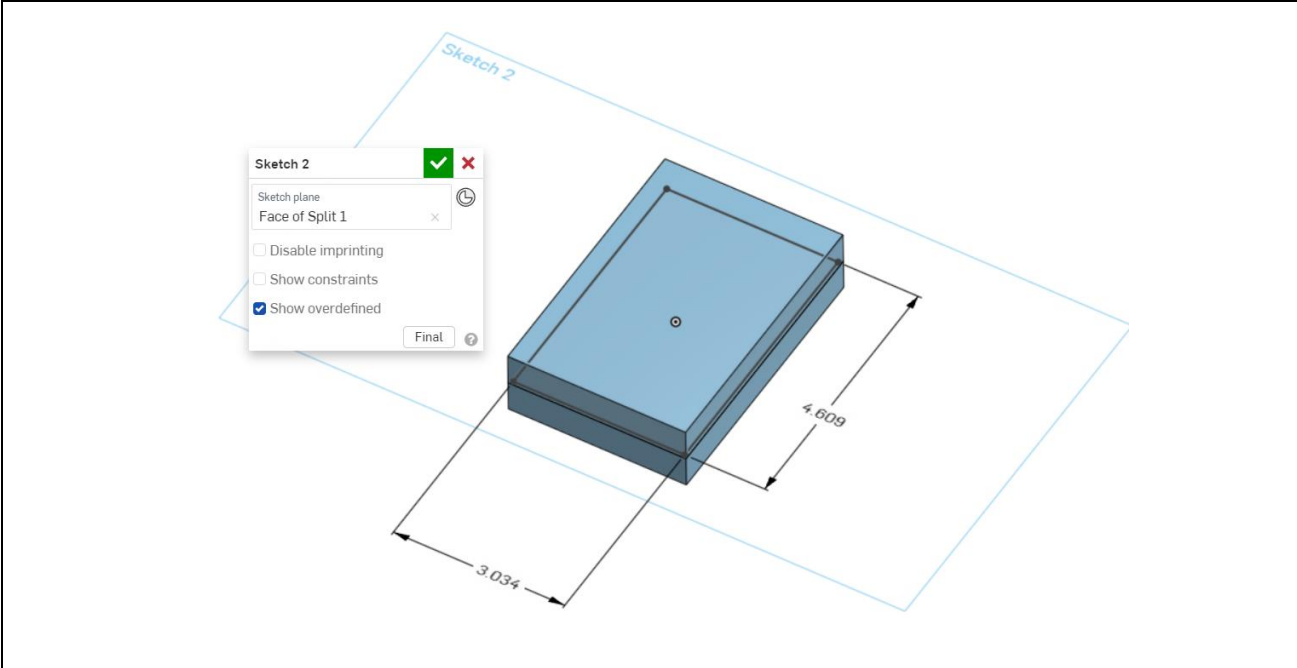 Sketch 2
Sketch 2
Sketch plane
Face of Split 1
Disable imprinting
Show constraints
Show overdefined
Final
4.609
3.034